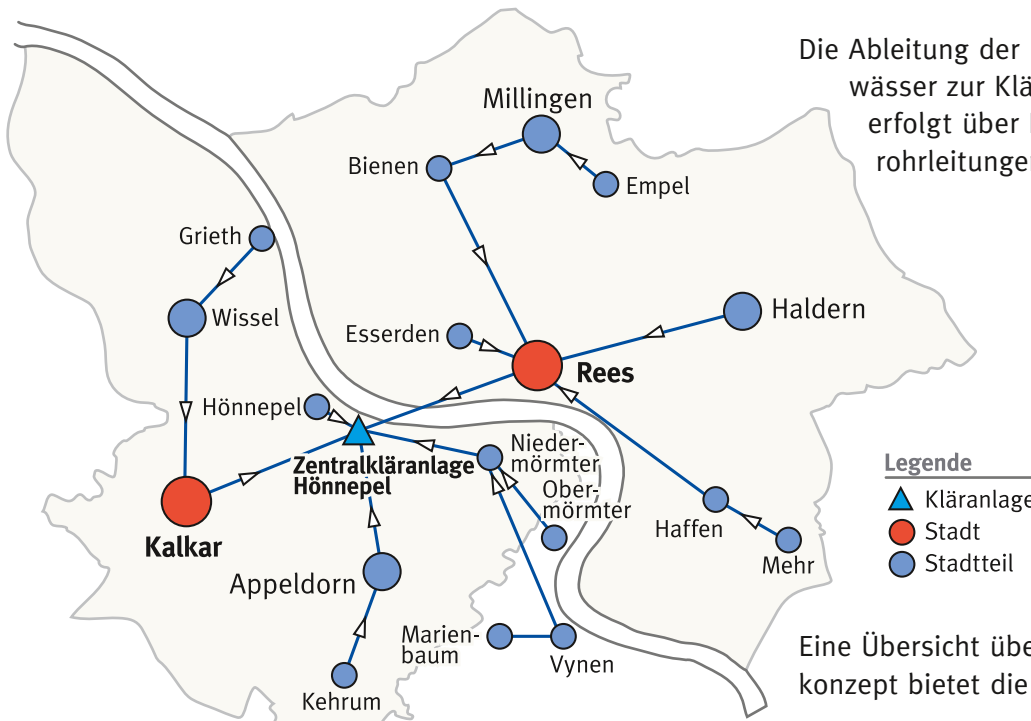 Die Ableitung der
wässer zur Klä
erfolgt über
rohrleitungen
Millingen
Bienen
Empel
Grieth
Wissel
Haldern
Esserden
Rees
Hönnepel
Zentralkläranlage
Hönnepel
Nieder-
mörmter
Ober-
mörmter
Legende
Kläranlage
Stadt
Stadtteil
Kalkar
Haffen
Mehr
Appeldorn
Marien-
baum
Vynen
Kehrum
Eine Übersicht übe
konzept bietet die